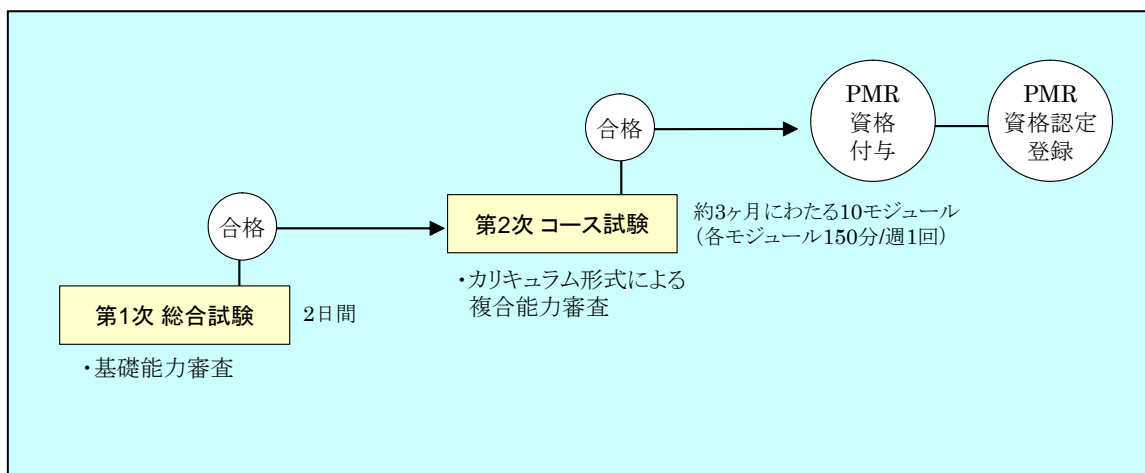 合格
第1次 総合試験
2日間
・基礎能力審査
合格
第2次 コース試験
約3ヶ月にわたる10モジュール
（各モジュール150分/週1回）
・カリキュラム形式による
複合能力審査
PMR
資格
付与
PMR
資格認定
登録